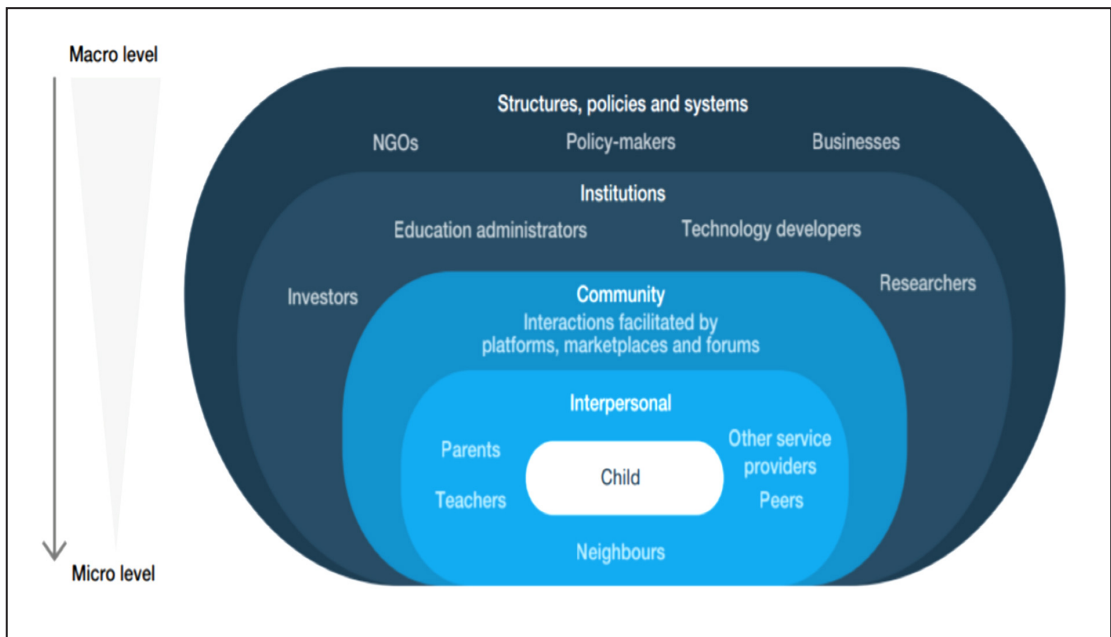 Macro level
Structures, policies and systems
NGOs
Policy-makers
Businesses
Institutions
Education administrators
Technology developers
Investors
Researchers
Community
Interactions facilitated by
platforms, marketplaces and forums
Interpersonal
Parents
Other service
providers
Child
Teachers
Peers
Neighbours
Micro level